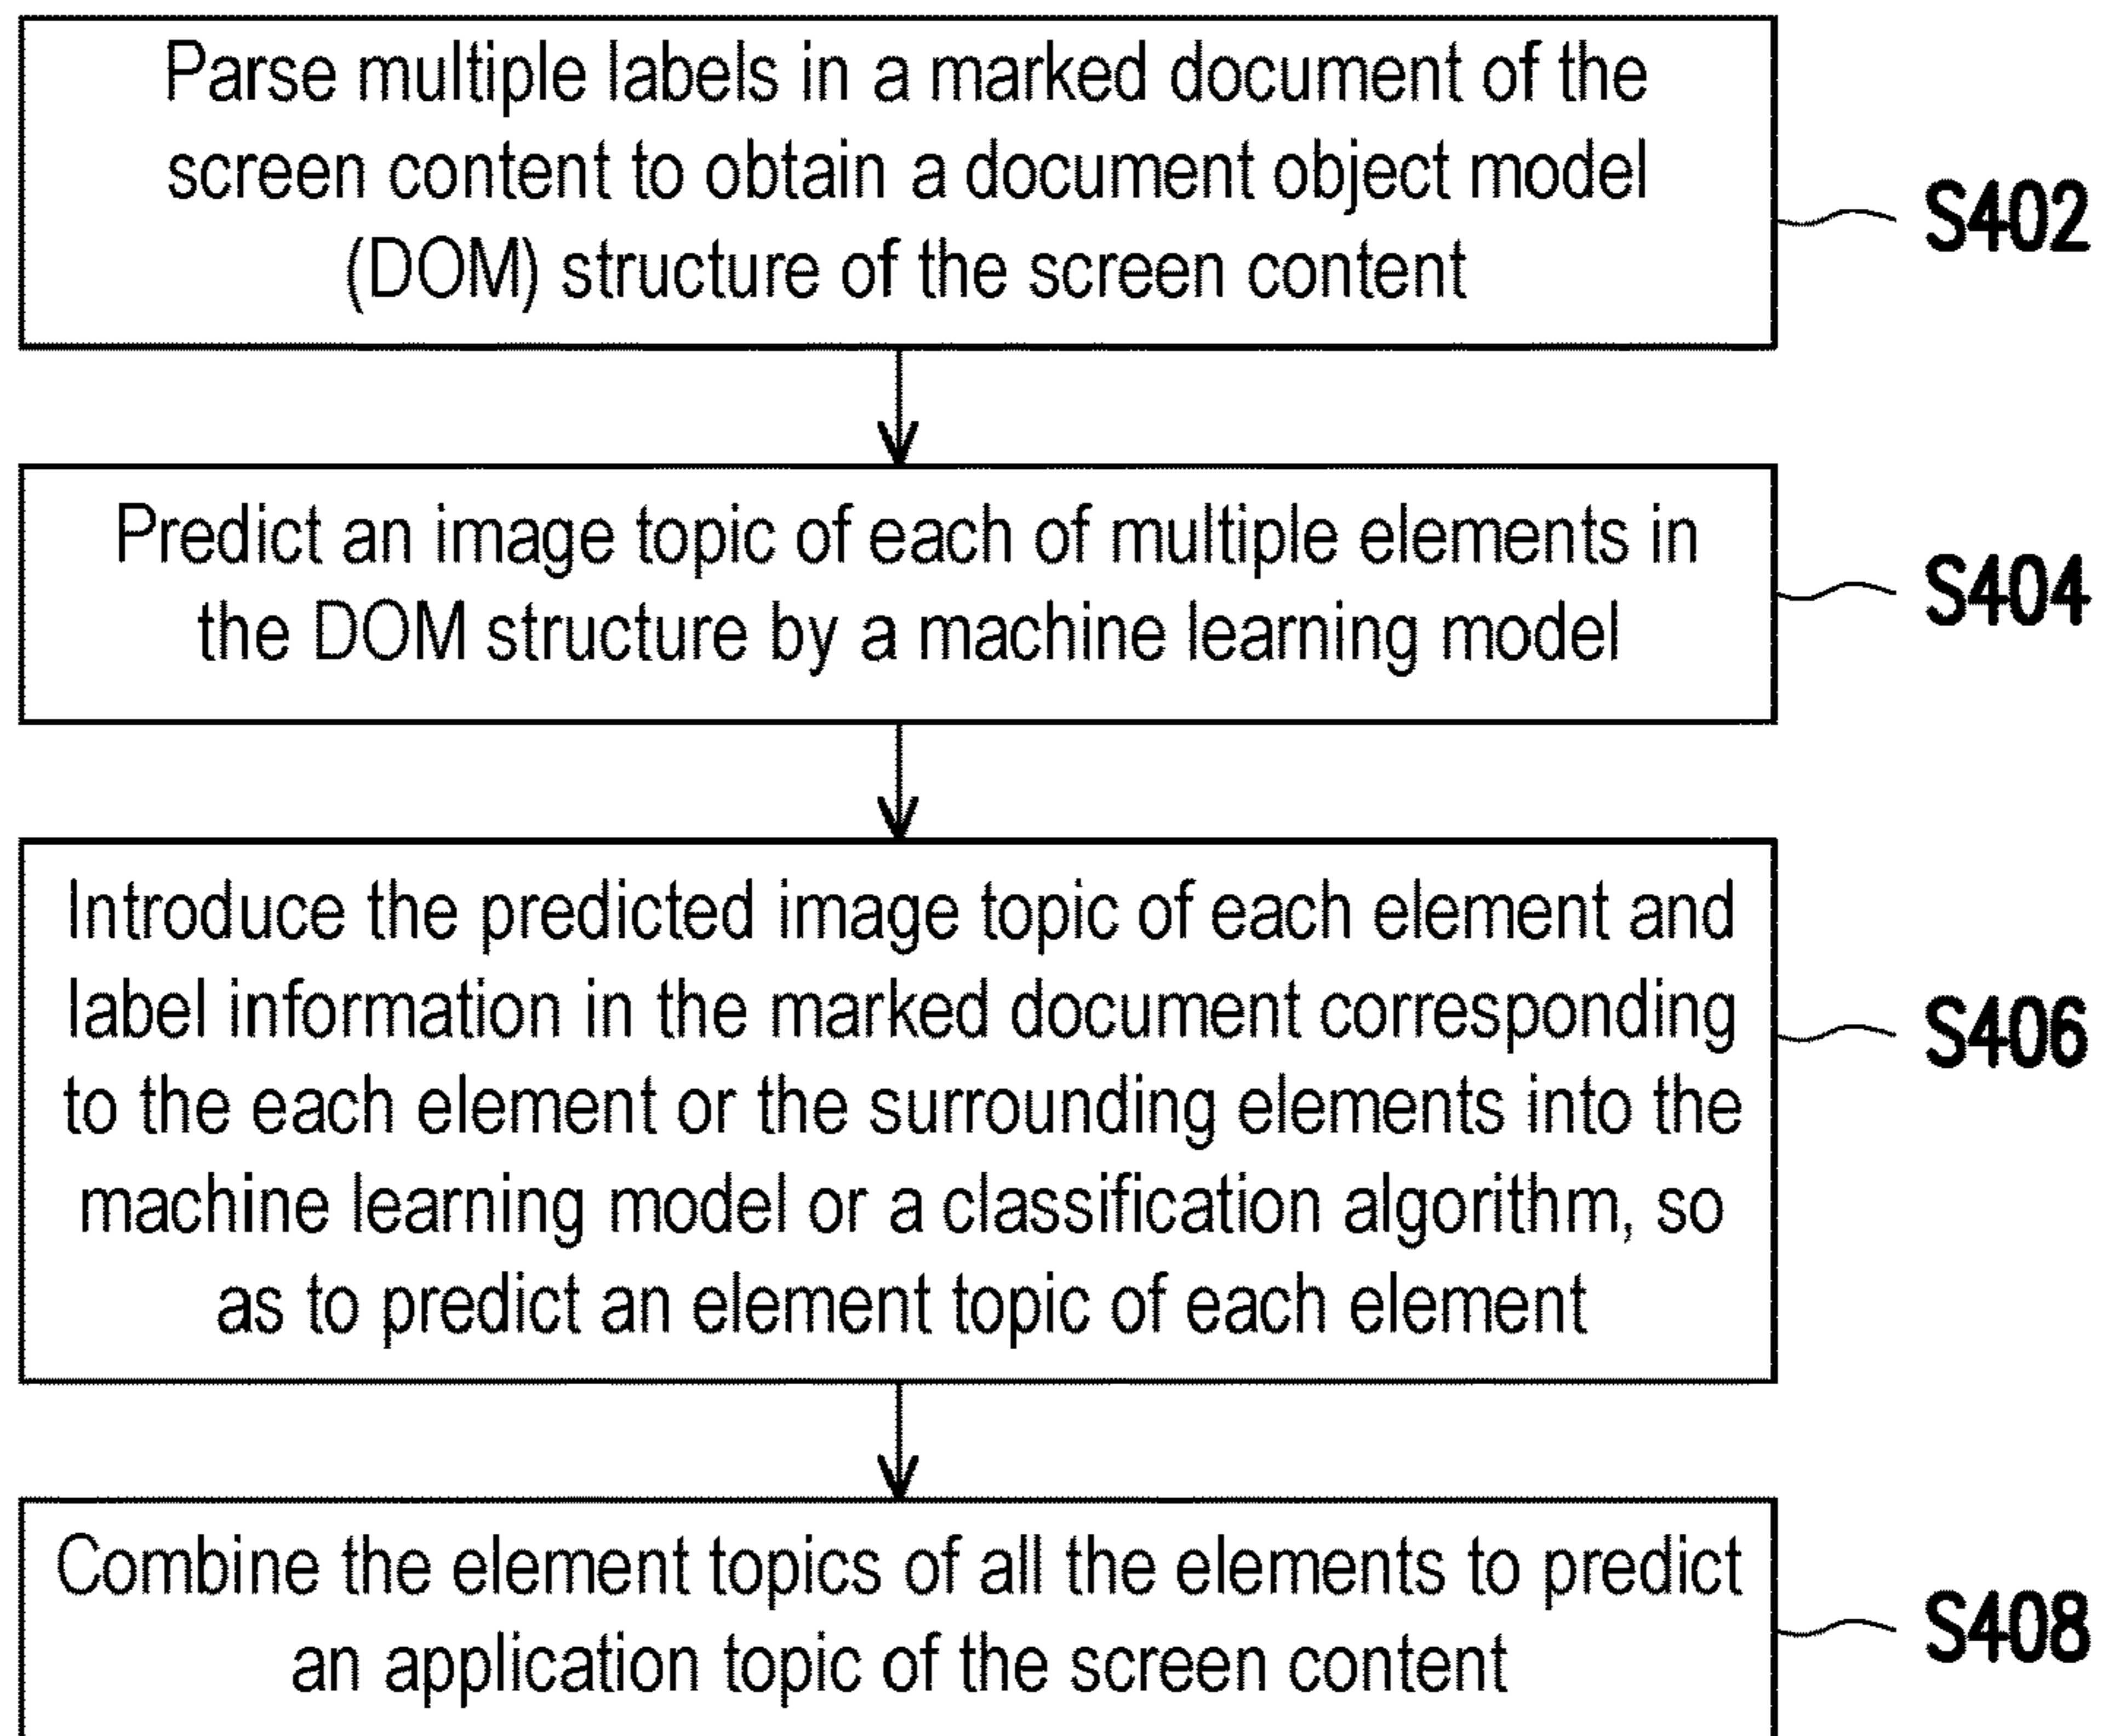 Parse multiple labels in a marked document of the
screen content to obtain a document object model
(DOM) structure of the screen content
S402
Predict an image topic of each of multiple elements in
the DOM structure by a machine learning model
S404
Introduce the predicted image topic of each element and
label information in the marked document corresponding
to the each element or the surrounding elements into the
machine learning model or a classification algorithm, so
as to predict an element topic of each element
S406
Combine the element topics of all the elements to predict
an application topic of the screen content
S408